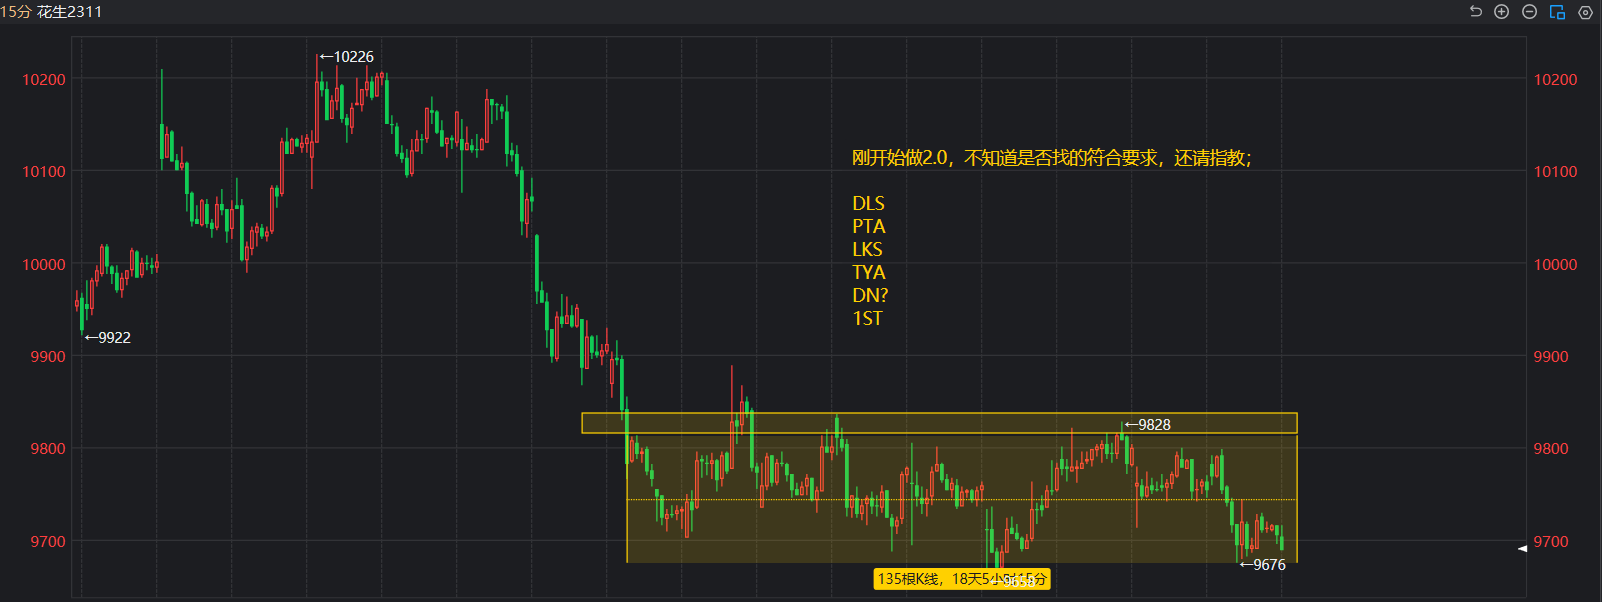 15分 花生2311
←10226
10200
10200
刚开始做2.0，不知道是否找的符合要求，还请指教；
10100
10100
DLS
PTA
LKS
10000
10000
TYA
DN?
1ST
←9922
9900
9900
←9828
9800
9800
9700
9700
←9676
135根K线，18天5小时15分